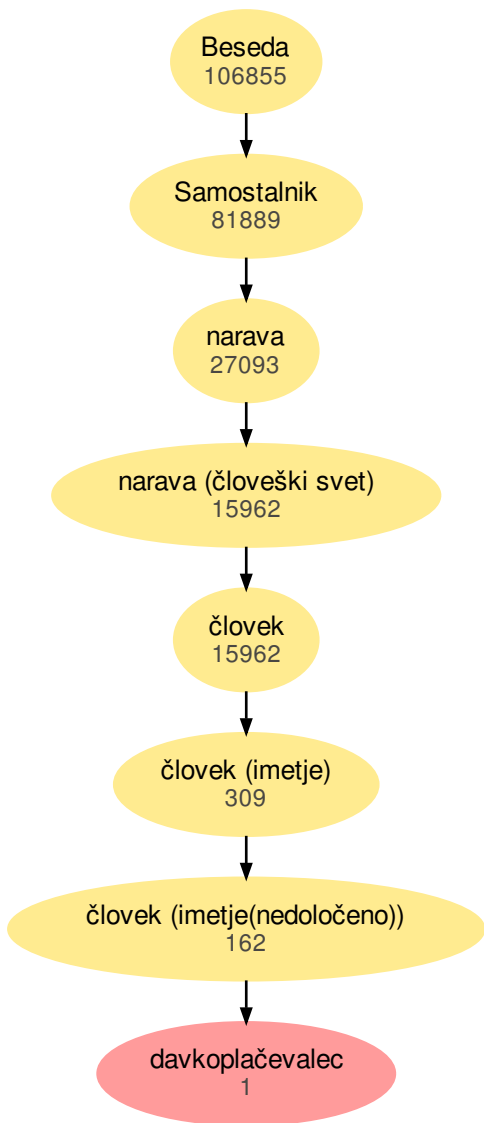 Beseda
106855
Samostalnik
81889
narava
27093
narava (človeški svet)
15962
človek
15962
človek (imetje)
309
človek (imetje(nedoločeno))
162
davkoplačevalec
1